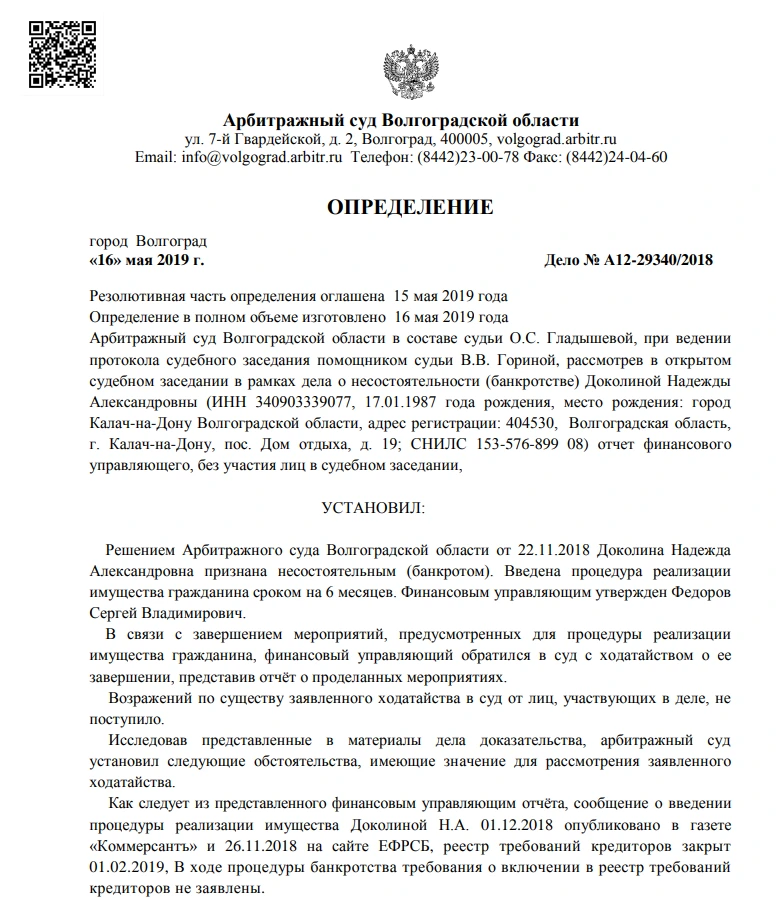 Арбитражный суд Волгоградской области
ул. 7-й Гвардейской, д. 2, Волгоград, 400005, volgograd.arbitr.ru
Email: info@volgograd.arbitr.ru Телефон: (8442)23-00-78 Факс: (8442)24-04-60
ОПРЕДЕЛЕНИЕ
город Волгоград
«16» мая 2019 г. Дело № А12-29340/2018
Резолютивная часть определения оглашена 15 мая 2019 года
Определение в полном объеме изготовлено 16 мая 2019 года
Арбитражный суд Волгоградской области в составе судьи О.С. Гладышевой, при ведении
протокола судебного заседания помощником судьи В.В. Гориной, рассмотрев в открытом
судебном заседании в рамках дела о несостоятельности (банкротстве) Доколиной Надежды
Александровны (ИНН 340903339077, 17.01.1987 года рождения, место рождения: город
Калач-на-Дону Волгоградской области, адрес регистрации: 404530, Волгоградская область,
г. Калач-на-Дону, пос. Дом отдыха, д. 19; СНИЛС 153-576-899 08) отчет финансового
управляющего, без участия лиц в судебном заседании,
УСТАНОВИЛ:
Решением Арбитражного суда Волгоградской области от 22.11.2018 Доколина Надежда
Александровна признана несостоятельным (банкротом). Введена процедура реализации
имущества гражданина сроком на 6 месяцев. Финансовым управляющим утвержден Федоров
Сергей Владимирович.
В связи с завершением мероприятий, предусмотренных для процедуры реализации
имущества гражданина, финансовый управляющий обратился в суд с ходатайством о ее
завершении, представив отчёт о проделанных мероприятиях.
Возражений по существу заявленного ходатайства в суд от лиц, участвующих в деле, не
поступило.
Исследовав представленные в материалы дела доказательства, арбитражный суд
установил следующие обстоятельства, имеющие значение для рассмотрения заявленного
ходатайства.
Как следует из представленного финансовым управляющим отчёта, сообщение о введении
процедуры реализации имущества Доколиной Н.А. 01.12.2018 опубликовано в газете
«Коммерсантъ» и 26.11.2018 на сайте ЕФРСБ, реестр требований кредиторов закрыт
01.02.2019, В ходе процедуры банкротства требования о включении в реестр требований
кредиторов не заявлены.